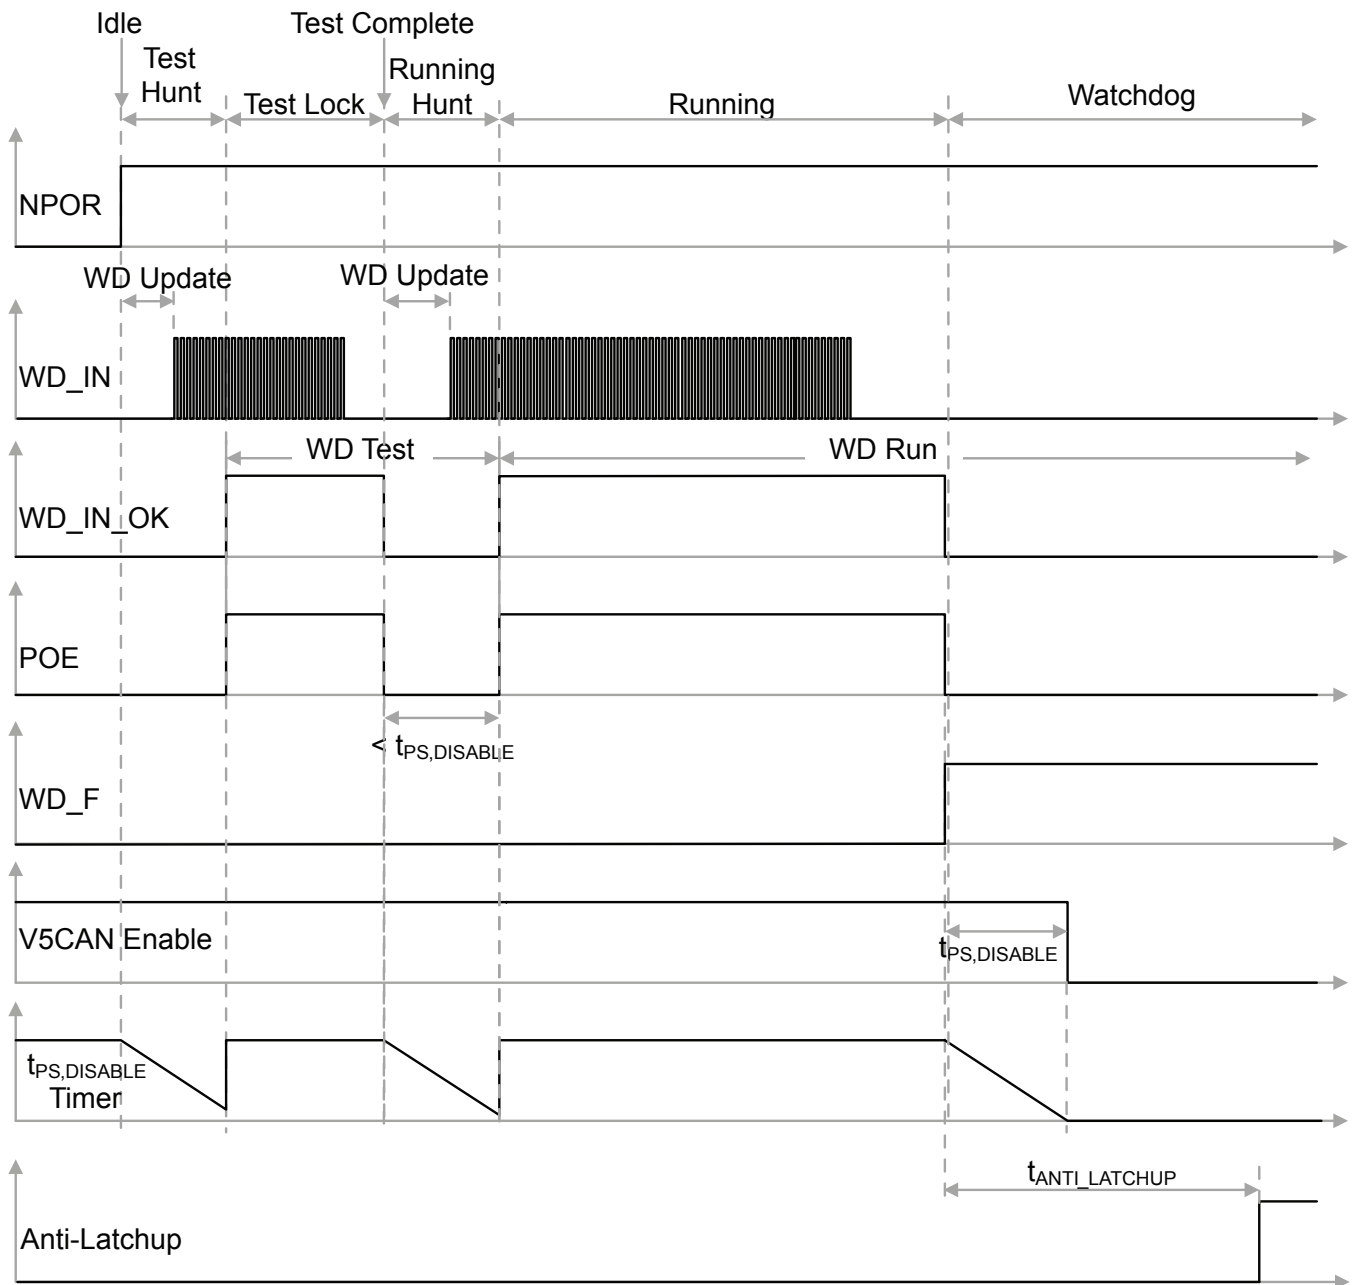 Idle
Test Complete
Test
Hunt
Test Lock
Running
Hunt
Running
Watchdog
NPOR
WD Update
WD Update
WD_IN
WD Test
WD Run
WD_IN_OK
POE
< tPS,DISABLE
WD_F
V5CAN Enable
tPS,DISABLE
tPS,DISABLE
Timer
tANTI_LATCHUP
Anti-Latchup